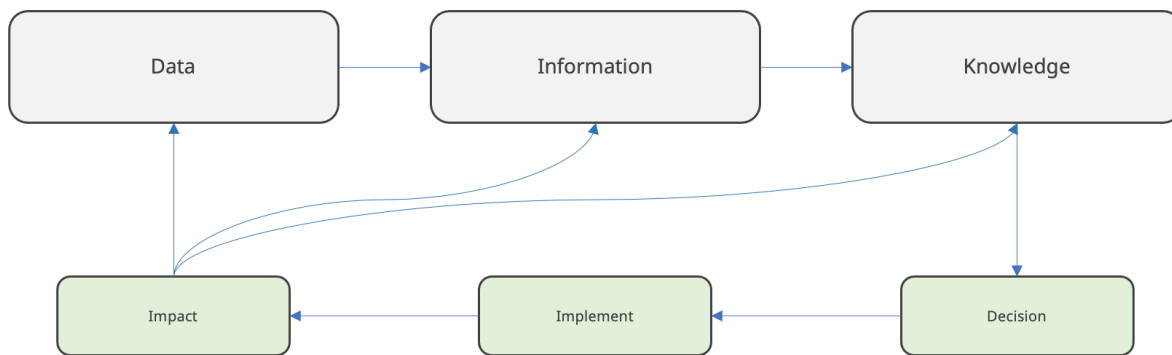 Data
Information
Knowledge
Impact
Implement
Decision